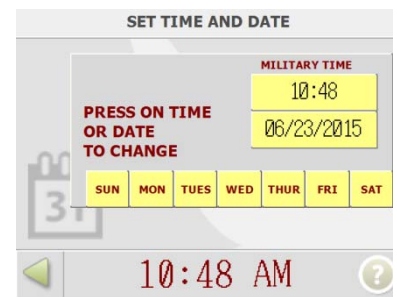 SET TIME AND DATE
MILITARY TIME
10:48
PRESS ON TIME
OR DATE
TO CHANGE
06/23/2015
SUN MON TUES WED THUR FRI SAT
31
10:48 AM
?